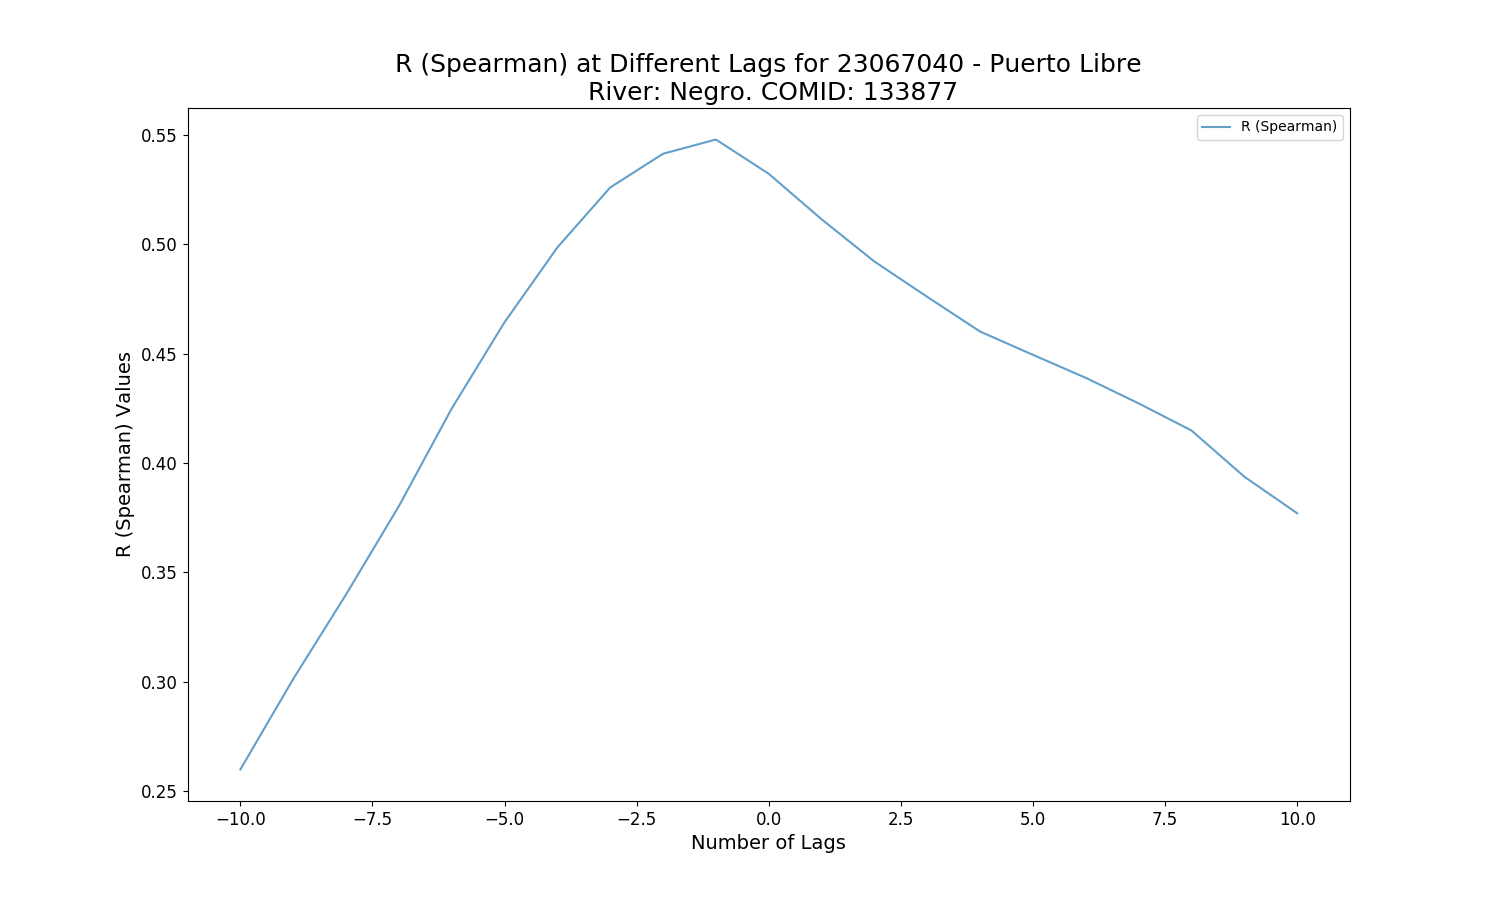 R (Spearman) at Different Lags for 23067040 - Puerto Libre
River: Negro. COMID: 133877
R (Spearman)
0.55
0.50
0.45
0.40
0.35
0.30
0.25
R (Spearman) Values
−10.0 −7.5 −5.0 −2.5 0.0 2.5 5.0 7.5 10.0
Number of Lags